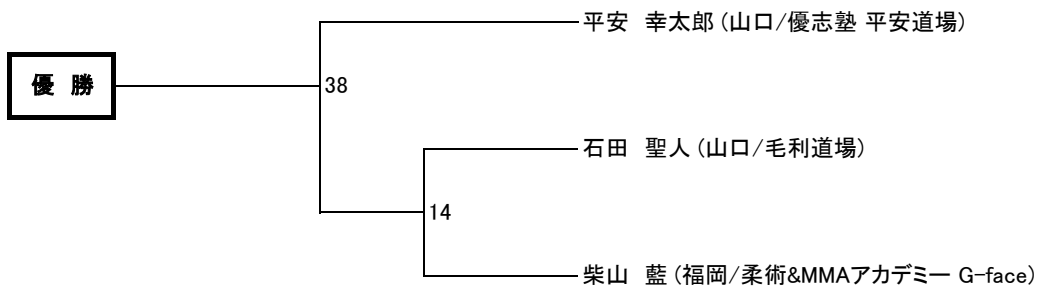 平安　幸太郎 (山口/優志塾 平安道場)
優　勝
38
石田　聖人 (山口/毛利道場)
14
柴山　藍 (福岡/柔術&MMAアカデミー G-face)